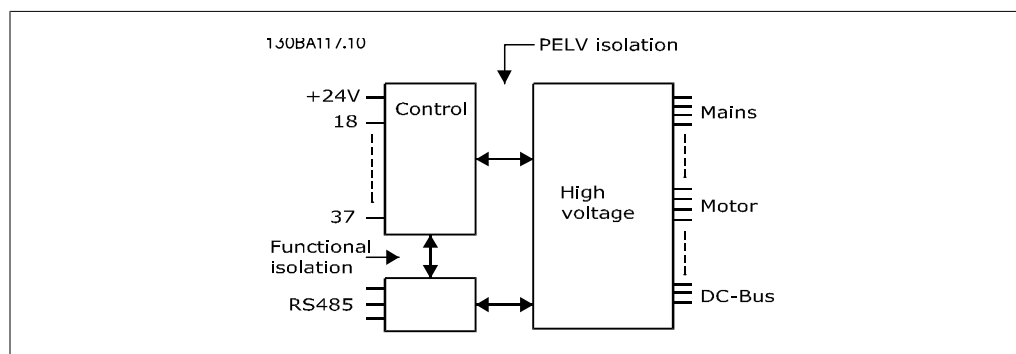 130BA117.10
PELV isolation
+24V
Control
18
Mains
High
voltage
37
Motor
Functional
isolation
RS485
DC-Bus